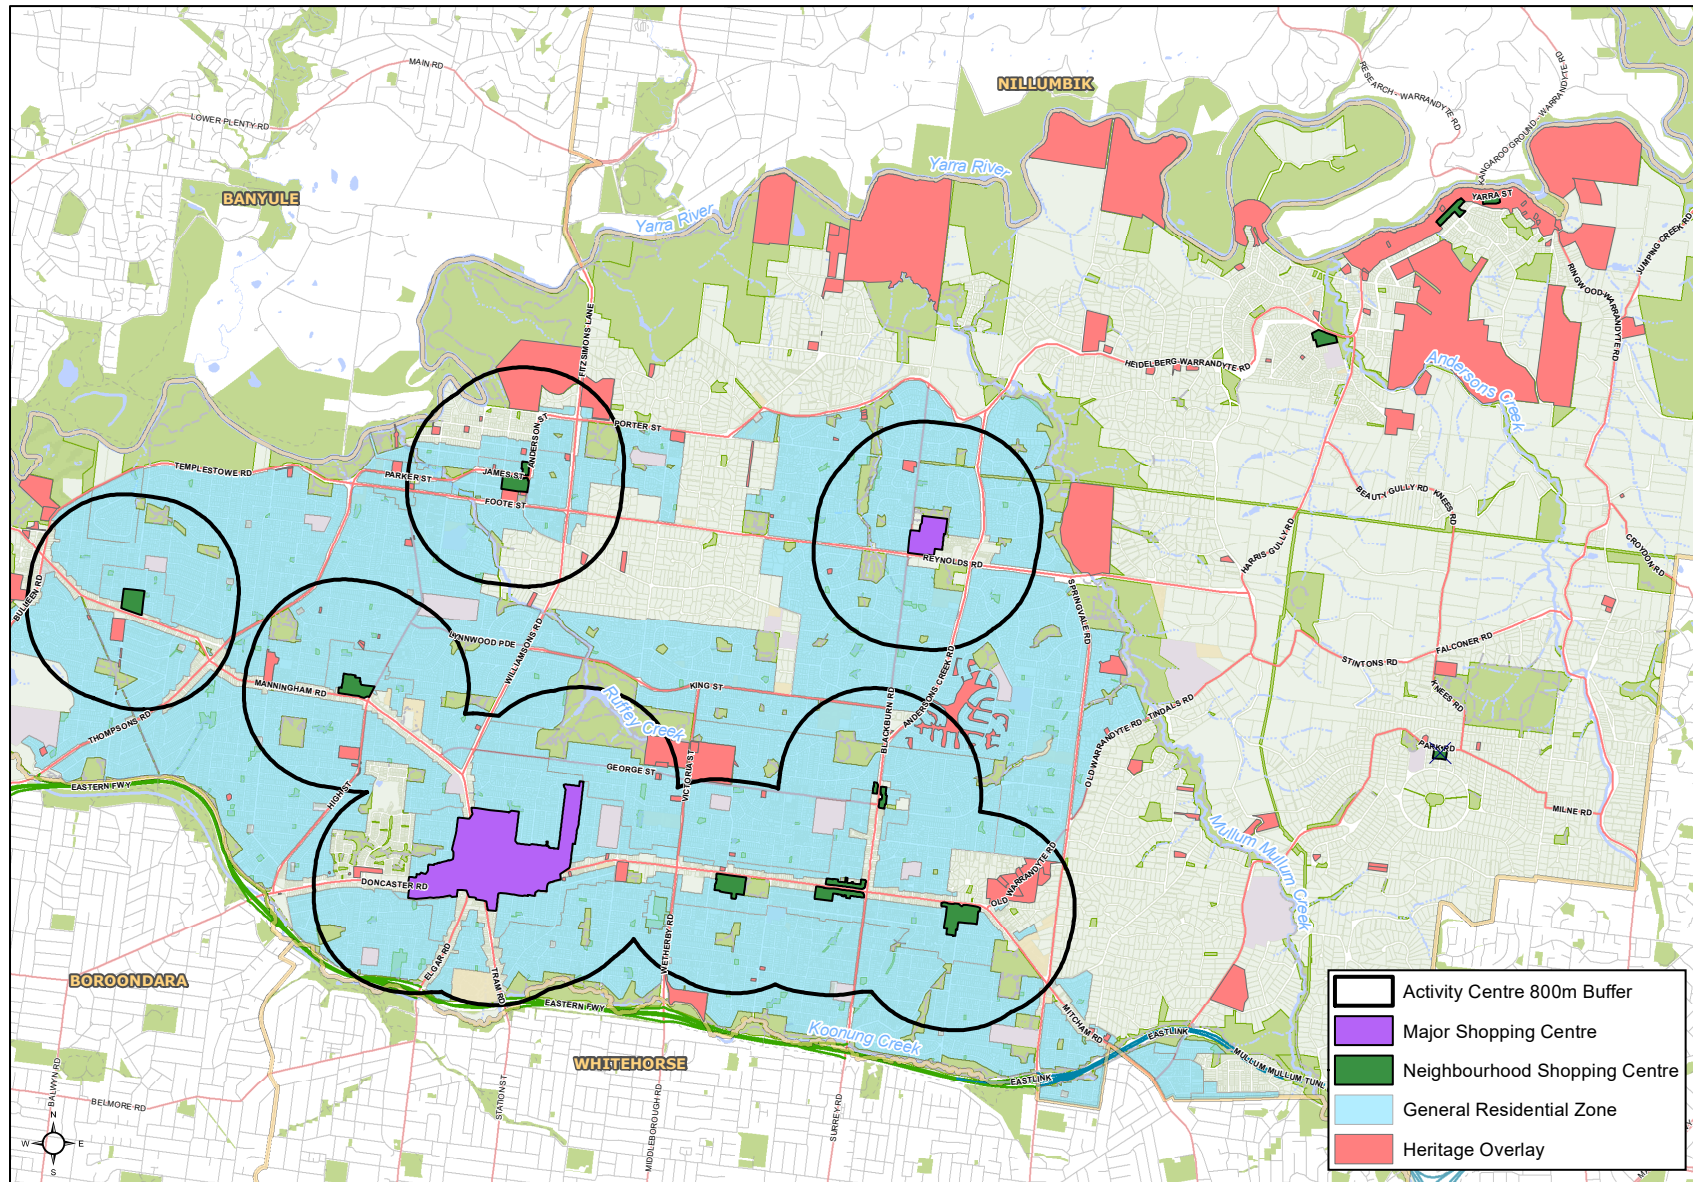 MAIN RD
LOWER PLENTY RD
BANYULE
NILLUMBIK
RESEARCH - WARRANDYTE RD
KANGAROO GROUND - WARRANDYTE RD
Yarra River
Yarra River
YARRA ST
JUMPING CREEK RD
RINGWOOD-WARRANDYTE RD
FITZSIMONS LANE
HEIDELBERG-WARRANDYTE RD
Andersons Creek
ANDERSON ST
PORTER ST
TEMPLESTOWE RD
PARKER ST
JAMES ST
FOOTE ST
BEAUTY GULLY RD
KNEES RD
HARRIS GULLY RD
CROYDON RD
REYNOLDS RD
SPRINGVALE RD
BULLEEN RD
LYNNWOOD PDE
WILLIAMSONS RD
KING ST
MANNINGHAM RD
THOMPSONS RD
Ruffey Creek
BLACKBURN RD
ANDERSONS CREEK RD
OLD WARRANDYTE RD
TINDALS RD
STINTONS RD
FALCONER RD
KNEES RD
PARK RD
MILNE RD
GEORGE ST
VICTORIA ST
HIGH ST
EASTERN FWY
DONCASTER RD
OLD WARRANDYTE RD
Mullum Mullum Creek
ELGAR RD
TRAM RD
WETHERBY RD
BOROONDARA
EASTERN FWY
Koonung Creek
MITCHAM RD
EASTLINK
EASTLINK
MULLUM MULLUM TUNL
WHITEHORSE
BALWYN RD
BELMORE RD
STATION ST
MIDDLEBOROUGH RD
SURREY RD
N
W
E
S
Activity Centre 800m Buffer
Major Shopping Centre
Neighbourhood Shopping Centre
General Residential Zone
Heritage Overlay